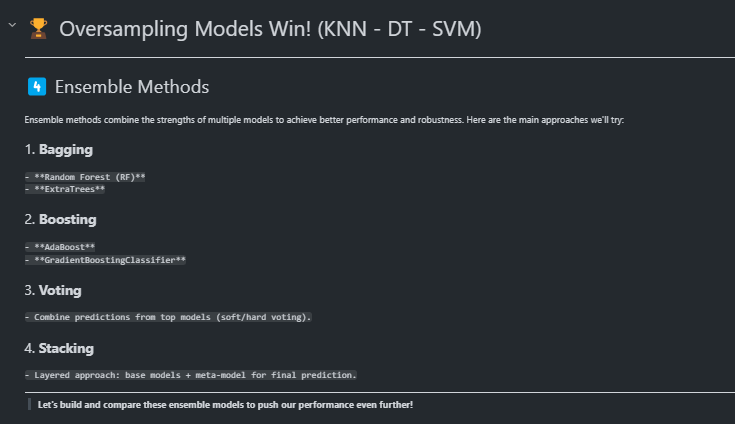 🏆 Oversampling Models Win! (KNN - DT - SVM)
4️⃣ Ensemble Methods
Ensemble methods combine the strengths of multiple models to achieve better performance and robustness. Here are the main approaches we'll try:
1. Bagging
- **Random Forest (RF)**
- **ExtraTrees**
2. Boosting
- **AdaBoost**
- **GradientBoostingClassifier**
3. Voting
- Combine predictions from top models (soft/hard voting).
4. Stacking
- Layered approach: base models + meta-model for final prediction.
Let's build and compare these ensemble models to push our performance even further!